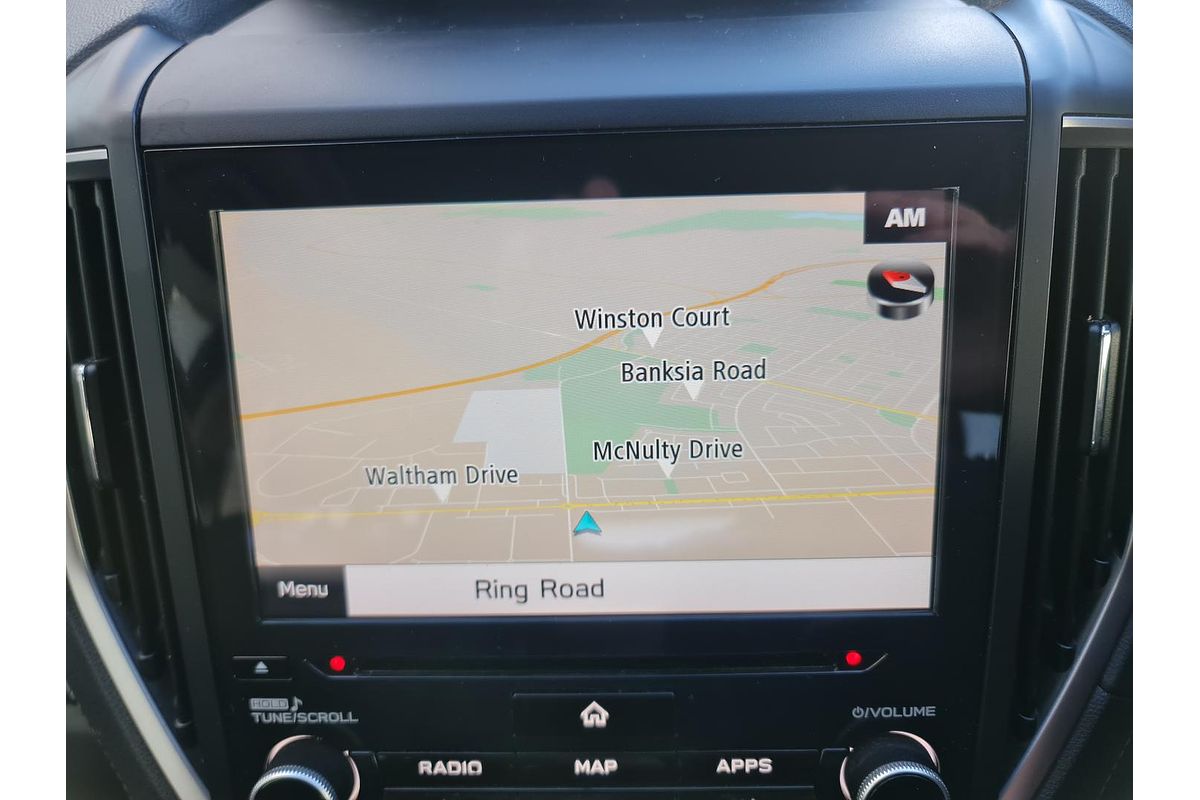 AM
Winston Court
Banksia Road
McNulty Drive
Waltham Drive
Menu
Ring Road
HOLD
TUNE/SCROLL
/VOLUME
RADIO
MAP
APPS